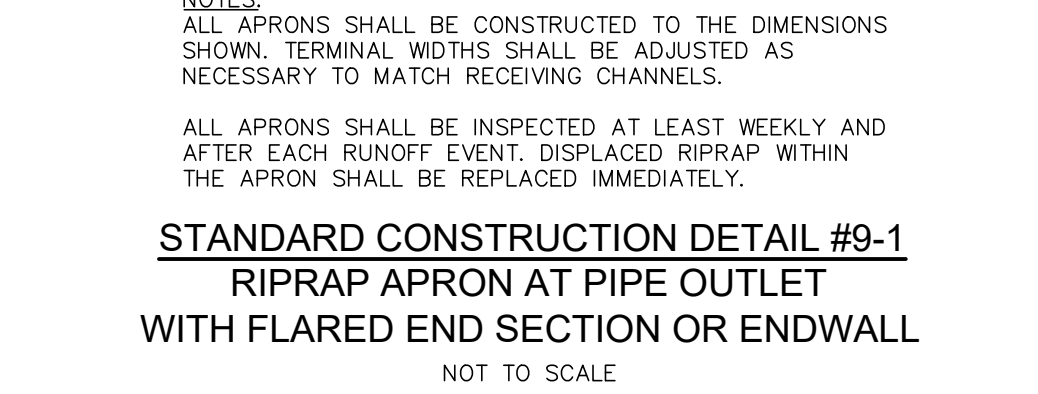 NOTES:
ALL APRONS SHALL BE CONSTRUCTED TO THE DIMENSIONS
SHOWN. TERMINAL WIDTHS SHALL BE ADJUSTED AS
NECESSARY TO MATCH RECEIVING CHANNELS.
ALL APRONS SHALL BE INSPECTED AT LEAST WEEKLY AND
AFTER EACH RUNOFF EVENT. DISPLACED RIPRAP WITHIN
THE APRON SHALL BE REPLACED IMMEDIATELY.
STANDARD CONSTRUCTION DETAIL #9-1
RIPRAP APRON AT PIPE OUTLET
WITH FLARED END SECTION OR ENDWALL
NOT TO SCALE